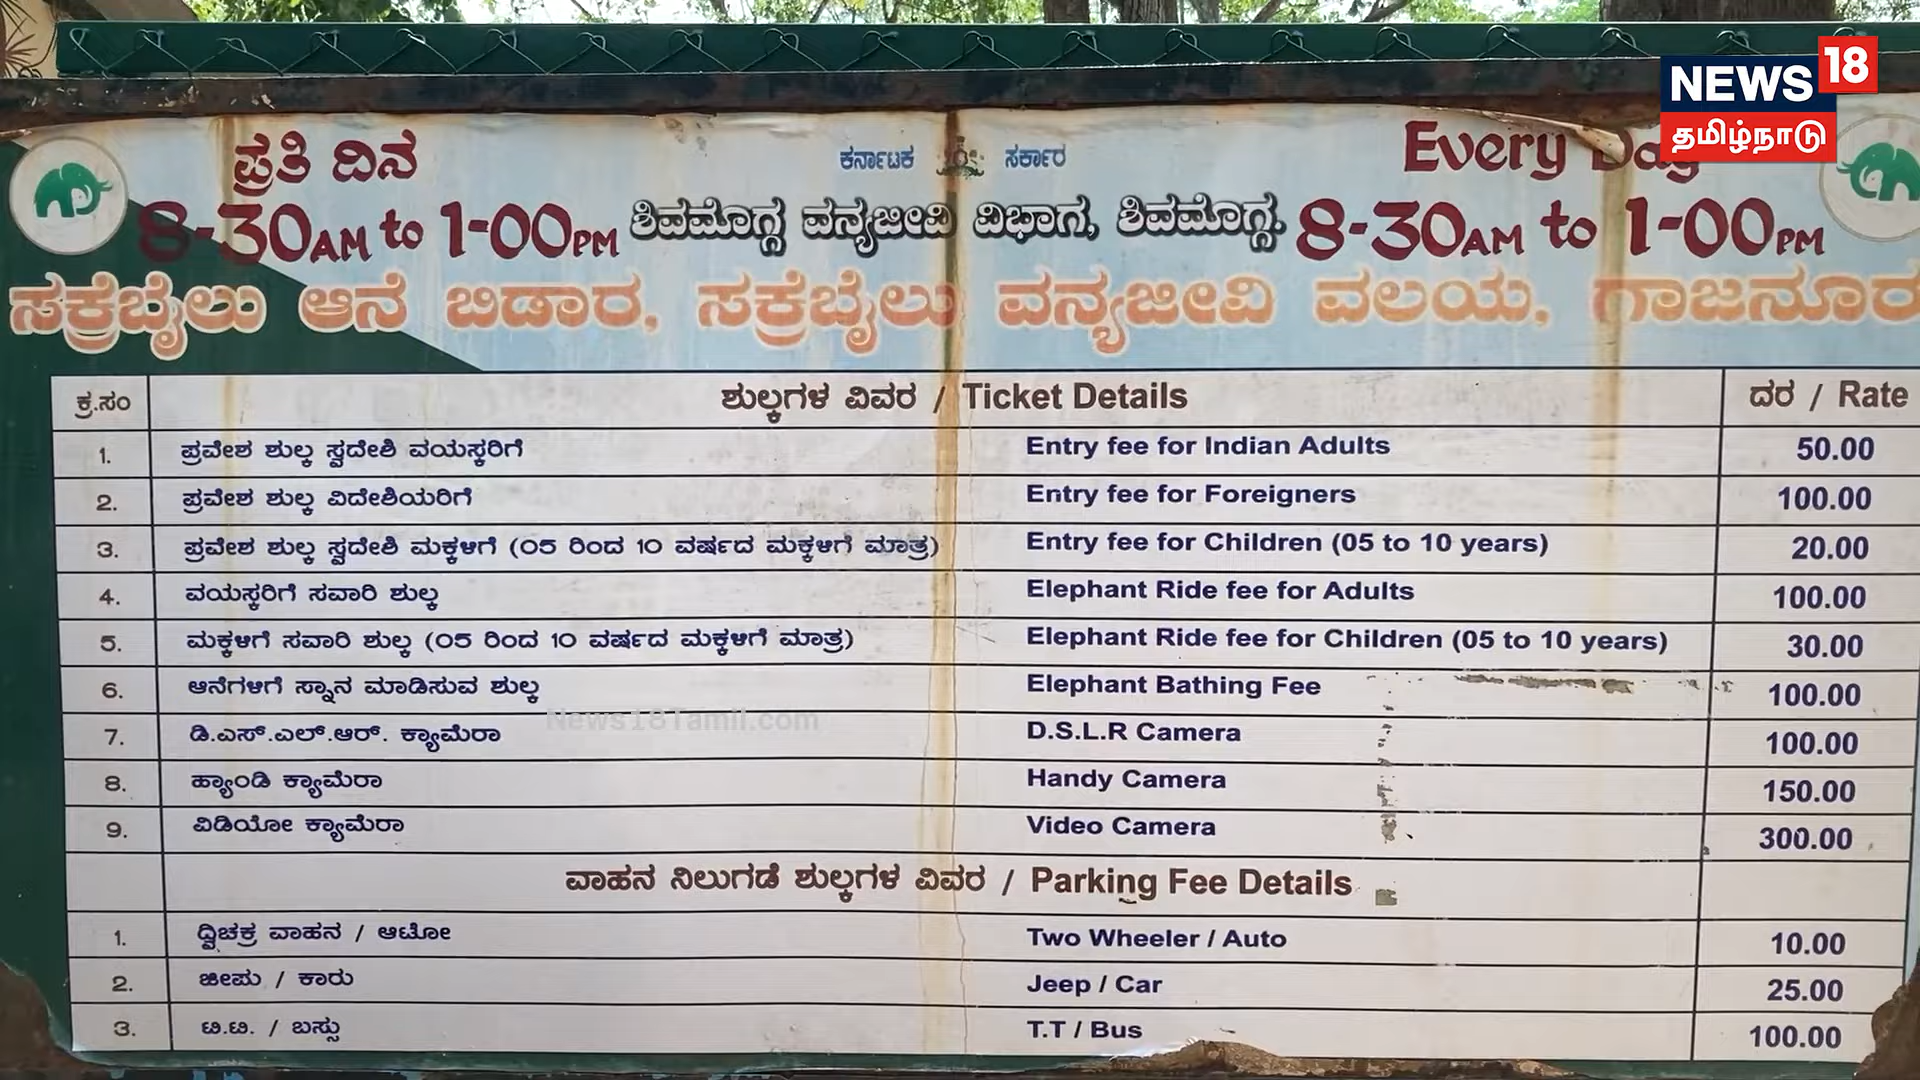 NEWS 18
தமிழ்நாடு
ಪ್ರತಿ ದಿನ
8-30AM to 1-00PM
ಕರ್ನಾಟಕ ಸರ್ಕಾರ
ಶಿವಮೊಗ್ಗ ವನ್ಯಜೀವಿ ವಿಭಾಗ, ಶಿವಮೊಗ್ಗ.
Every Day
8-30AM to 1-00PM
ಸಕ್ರೆಬೈಲು ಆನೆ ಬಿಡಾರ, ಸಕ್ರೆಬೈಲು ವನ್ಯಜೀವಿ ವಲಯ, ಗಾಜನೂರ
ಕ್ರ.ಸಂ ಶುಲ್ಕಗಳ ವಿವರ / Ticket Details ದರ / Rate
1. ಪ್ರವೇಶ ಶುಲ್ಕ ಸ್ವದೇಶಿ ವಯಸ್ಕರಿಗೆ Entry fee for Indian Adults 50.00
2. ಪ್ರವೇಶ ಶುಲ್ಕ ವಿದೇಶಿಯರಿಗೆ Entry fee for Foreigners 100.00
3. ಪ್ರವೇಶ ಶುಲ್ಕ ಸ್ವದೇಶಿ ಮಕ್ಕಳಿಗೆ (05 ರಿಂದ 10 ವರ್ಷದ ಮಕ್ಕಳಿಗೆ ಮಾತ್ರ) Entry fee for Children (05 to 10 years) 20.00
4. ವಯಸ್ಕರಿಗೆ ಸವಾರಿ ಶುಲ್ಕ Elephant Ride fee for Adults 100.00
5. ಮಕ್ಕಳಿಗೆ ಸವಾರಿ ಶುಲ್ಕ (05 ರಿಂದ 10 ವರ್ಷದ ಮಕ್ಕಳಿಗೆ ಮಾತ್ರ) Elephant Ride fee for Children (05 to 10 years) 30.00
6. ಆನೆಗಳಿಗೆ ಸ್ನಾನ ಮಾಡಿಸುವ ಶುಲ್ಕ Elephant Bathing Fee 100.00
News18Tamil.com
7. ಡಿ.ಎಸ್.ಎಲ್.ಆರ್. ಕ್ಯಾಮೆರಾ D.S.L.R Camera 100.00
8. ಹ್ಯಾಂಡಿ ಕ್ಯಾಮೆರಾ Handy Camera 150.00
9. ವಿಡಿಯೋ ಕ್ಯಾಮೆರಾ Video Camera 300.00
ವಾಹನ ನಿಲುಗಡೆ ಶುಲ್ಕಗಳ ವಿವರ / Parking Fee Details
1. ದ್ವಿಚಕ್ರ ವಾಹನ / ಆಟೋ Two Wheeler / Auto 10.00
2. ಜೀಪು / ಕಾರು Jeep / Car 25.00
3. ಟಿ.ಟಿ. / ಬಸ್ಸು T.T / Bus 100.00